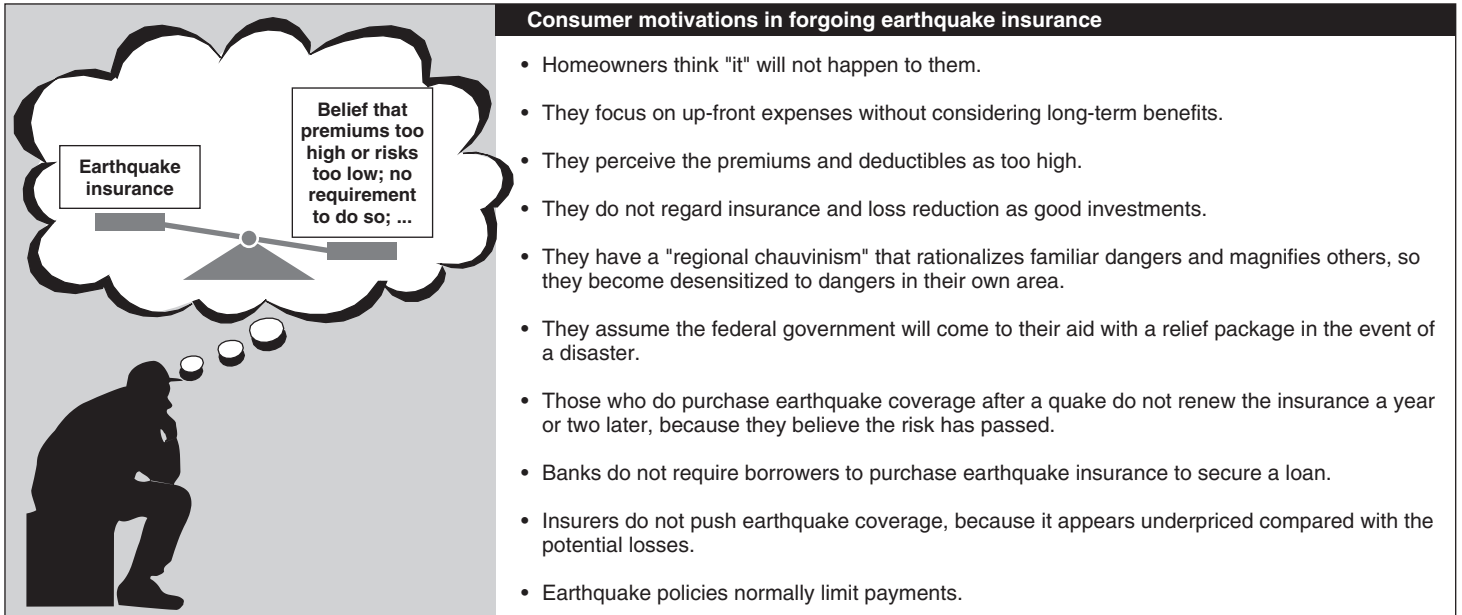 Consumer motivations in forgoing earthquake insurance
Earthquake
insurance
Belief that
premiums too
high or risks
too low; no
requirement
to do so; ...
• Homeowners think "it" will not happen to them.
• They focus on up-front expenses without considering long-term benefits.
• They perceive the premiums and deductibles as too high.
• They do not regard insurance and loss reduction as good investments.
• They have a "regional chauvinism" that rationalizes familiar dangers and magnifies others, so
they become desensitized to dangers in their own area.
• They assume the federal government will come to their aid with a relief package in the event of
a disaster.
• Those who do purchase earthquake coverage after a quake do not renew the insurance a year
or two later, because they believe the risk has passed.
• Banks do not require borrowers to purchase earthquake insurance to secure a loan.
• Insurers do not push earthquake coverage, because it appears underpriced compared with the
potential losses.
• Earthquake policies normally limit payments.